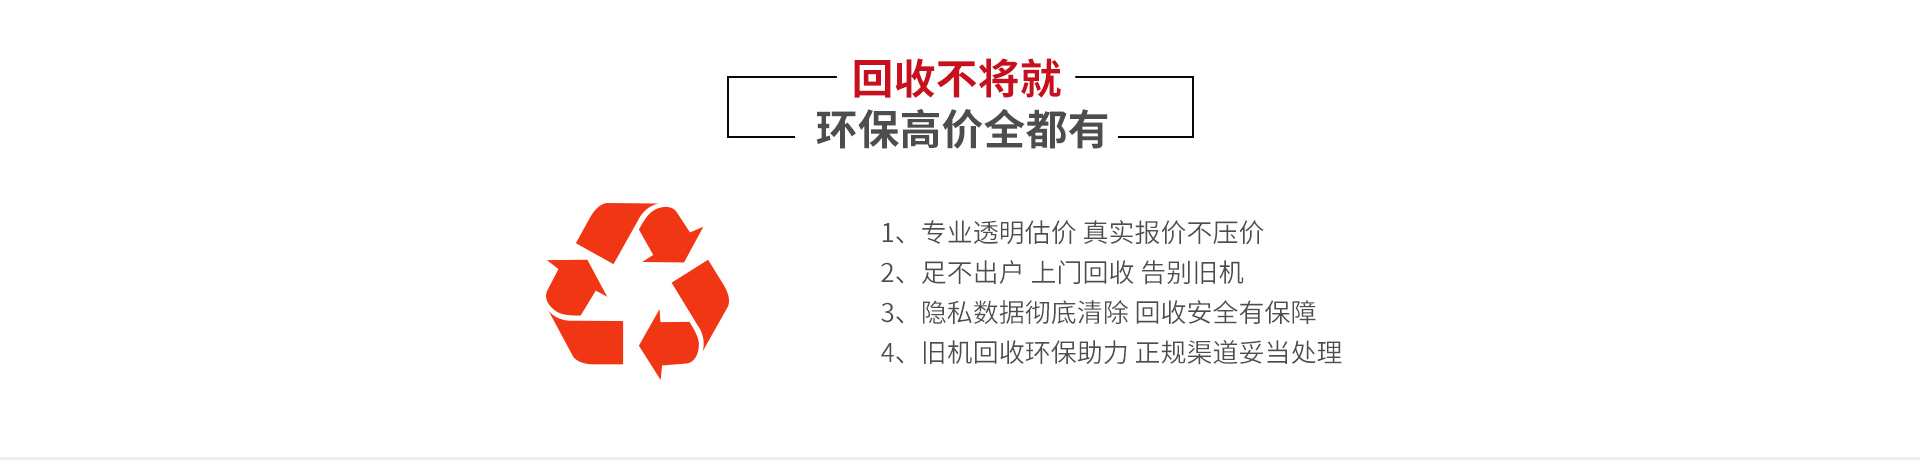 回收不将就
环保高价全都有
1、专业透明估价 真实报价不压价
2、足不出户 上门回收 告别旧机
3、隐私数据彻底清除 回收安全有保障
4、旧机回收环保助力 正规渠道妥当处理